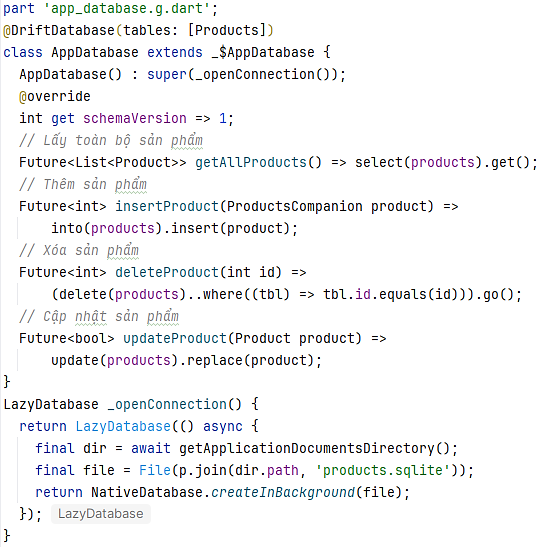 part 'app_database.g.dart';
@DriftDatabase(tables: [Products])
class AppDatabase extends _$AppDatabase {
  AppDatabase() : super(_openConnection());
  @override
  int get schemaVersion => 1;
  // Lấy toàn bộ sản phẩm
  Future<List<Product>> getAllProducts() => select(products).get();
  // Thêm sản phẩm
  Future<int> insertProduct(ProductsCompanion product) =>
      into(products).insert(product);
  // Xóa sản phẩm
  Future<int> deleteProduct(int id) =>
      (delete(products)..where((tbl) => tbl.id.equals(id))).go();
  // Cập nhật sản phẩm
  Future<bool> updateProduct(Product product) =>
      update(products).replace(product);
}
LazyDatabase _openConnection() {
  return LazyDatabase(() async {
    final dir = await getApplicationDocumentsDirectory();
    final file = File(p.join(dir.path, 'products.sqlite'));
    return NativeDatabase.createInBackground(file);
  }); LazyDatabase
}